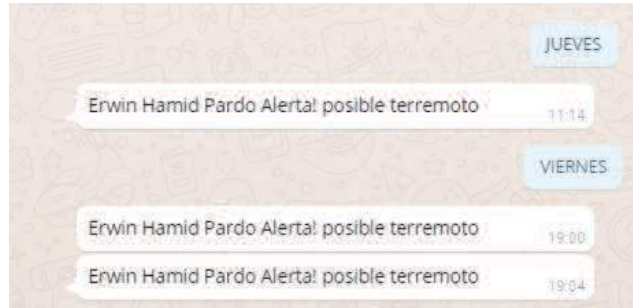 JUEVES
Erwin Hamid Pardo Alerta! posible terremoto
11:14
VIERNES
Erwin Hamid Pardo Alerta! posible terremoto
19:00
Erwin Hamid Pardo Alerta! posible terremoto
19:04